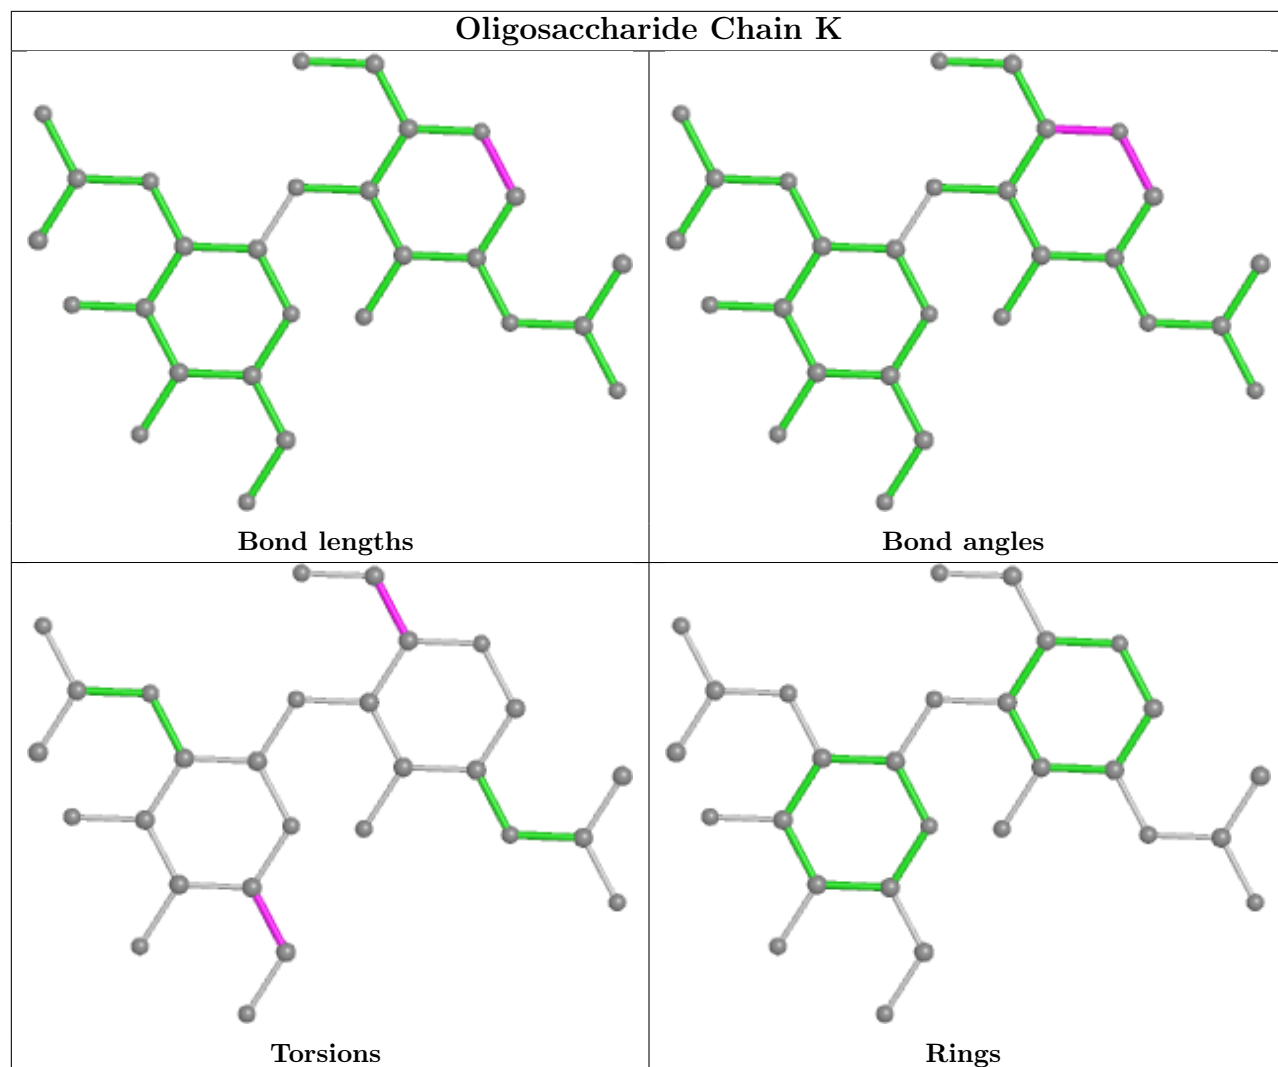 Oligosaccharide Chain K
Bond lengths
Bond angles
Torsions
Rings